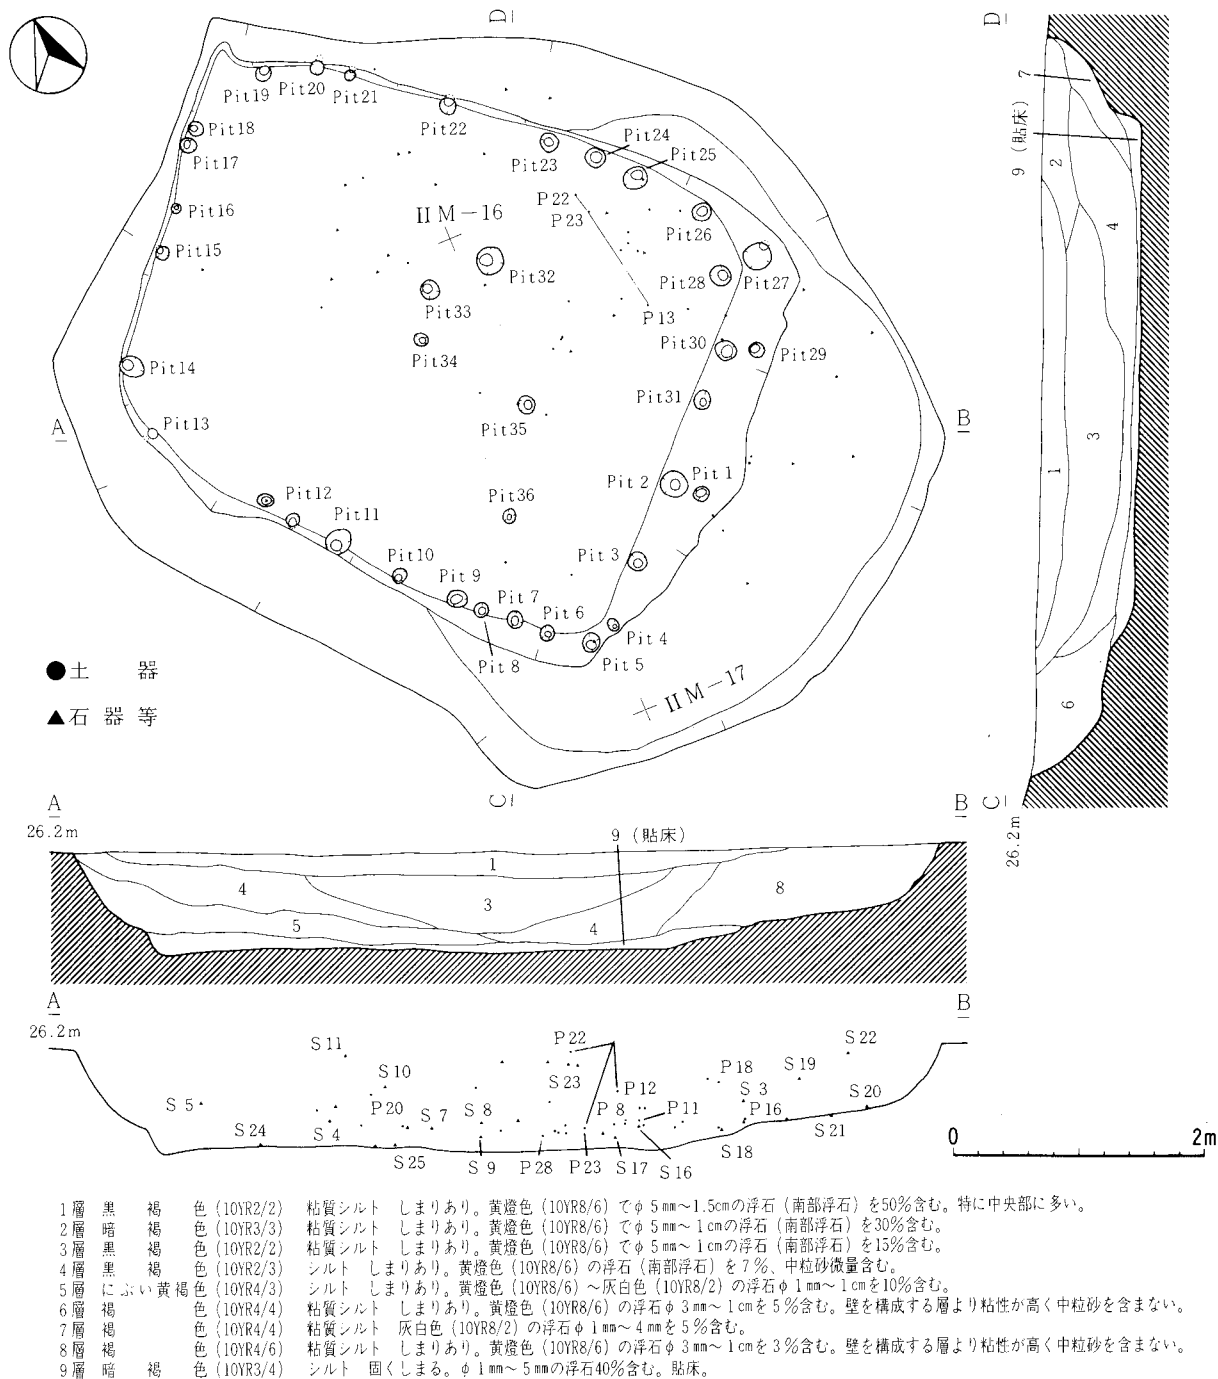 D
Pit19
Pit20
Pit21
Pit22
Pit18
Pit17
Pit16
Pit15
Pit23
Pit24
Pit25
P22
P23
II M-16
Pit26
Pit32
Pit28
Pit27
Pit33
P13
Pit34
Pit30
Pit29
Pit14
Pit31
A
Pit13
Pit35
B
Pit 2
Pit 1
Pit12
Pit36
Pit11
Pit 3
Pit10
Pit 9
Pit 7
Pit 6
Pit 4
Pit 8
Pit 5
●土 器
▲石 器 等
II M-17
C
D
7
9 (貼床)
2
4
3
1
6
C
26.2m
A
B
26.2m
9 (貼床)
1
4
3
8
5
4
A
B
26.2m
S11
P22
S22
S10
S23
P18
S19
P12
S 3
S 5
P20
S 7
S 8
P 8
P11
P16
S20
S24
S 4
S21
S25
S 9
P28
P23
S17
S16
S18
0 2m
1層 黒 褐 色 (10YR2/2) 粘質シルト しまりあり。黄燈色 (10YR8/6) でφ5㎜～1.5cmの浮石 (南部浮石) を50%含む。特に中央部に多い。
2層 暗 褐 色 (10YR3/3) 粘質シルト しまりあり。黄燈色 (10YR8/6) でφ5㎜～1cmの浮石 (南部浮石) を30%含む。
3層 黒 褐 色 (10YR2/2) 粘質シルト しまりあり。黄燈色 (10YR8/6) でφ5㎜～1cmの浮石 (南部浮石) を15%含む。
4層 黒 褐 色 (10YR2/3) シルト しまりあり。黄燈色 (10YR8/6) の浮石 (南部浮石) を7%、中粒砂微量含む。
5層 にぶい黄褐色 (10YR4/3) シルト しまりあり。黄燈色 (10YR8/6) ～灰白色 (10YR8/2) の浮石φ1㎜～1cmを10%含む。
6層 褐 色 (10YR4/4) 粘質シルト しまりあり。黄燈色 (10YR8/6) の浮石φ3㎜～1cmを5%含む。壁を構成する層より粘性が高く中粒砂を含まない。
7層 褐 色 (10YR4/4) 粘質シルト 灰白色 (10YR8/2) の浮石φ1㎜～4㎜を5%含む。
8層 褐 色 (10YR4/6) 粘質シルト しまりあり。黄燈色 (10YR8/6) の浮石φ3㎜～1cmを3%含む。壁を構成する層より粘性が高く中粒砂を含まない。
9層 暗 褐 色 (10YR3/4) シルト 固くしまる。φ1㎜～5㎜の浮石40%含む。貼床。